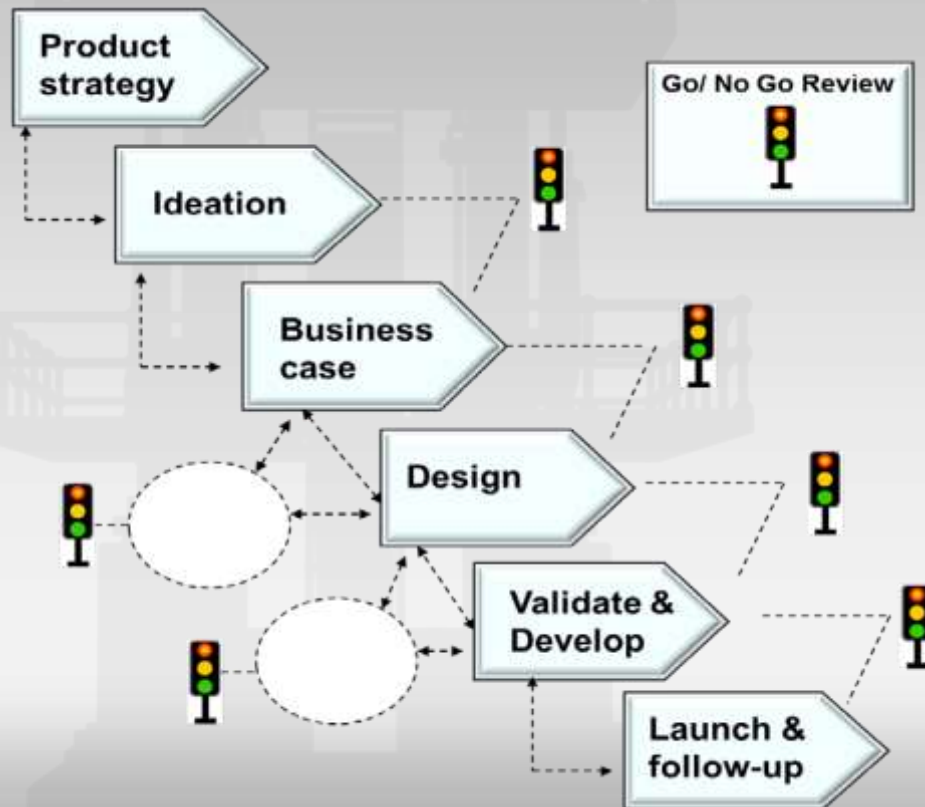 Product
strategy
Go/ No Go Review
Ideation
Business
case
Design
Validate &
Develop
Launch &
follow-up